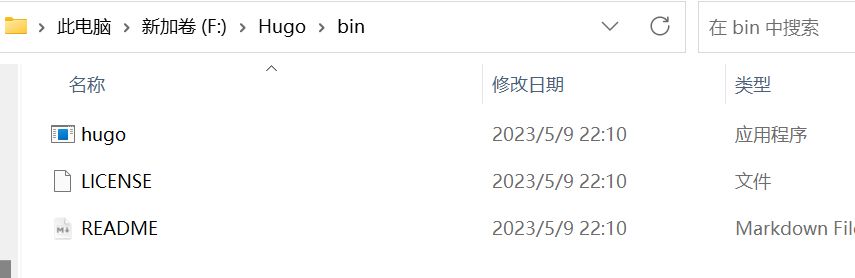 此电脑 > 新加卷 (F:) > Hugo > bin
在 bin 中搜索
名称 修改日期 类型
hugo 2023/5/9 22:10 应用程序
LICENSE 2023/5/9 22:10 文件
README 2023/5/9 22:10 Markdown File